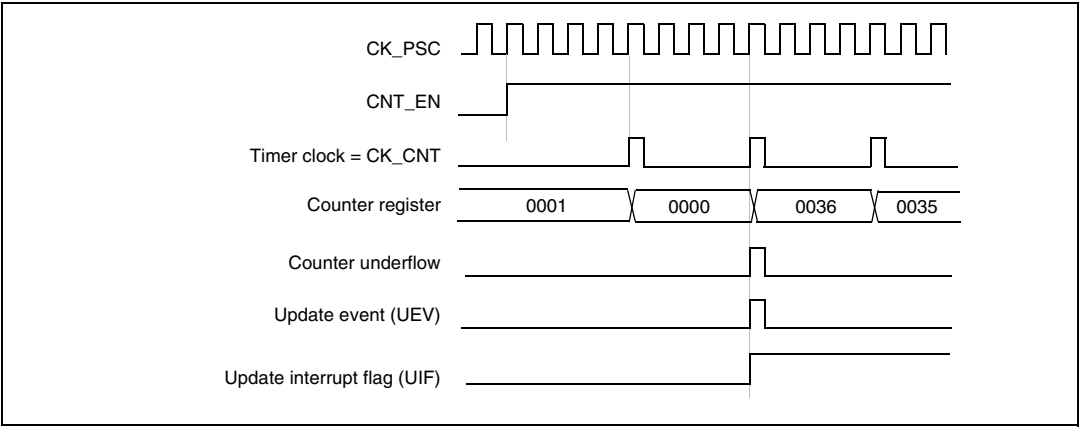 CK_PSC
CNT_EN
Timer clock = CK_CNT
Counter register 0001 0000 0036 0035
Counter underflow
Update event (UEV)
Update interrupt flag (UIF)